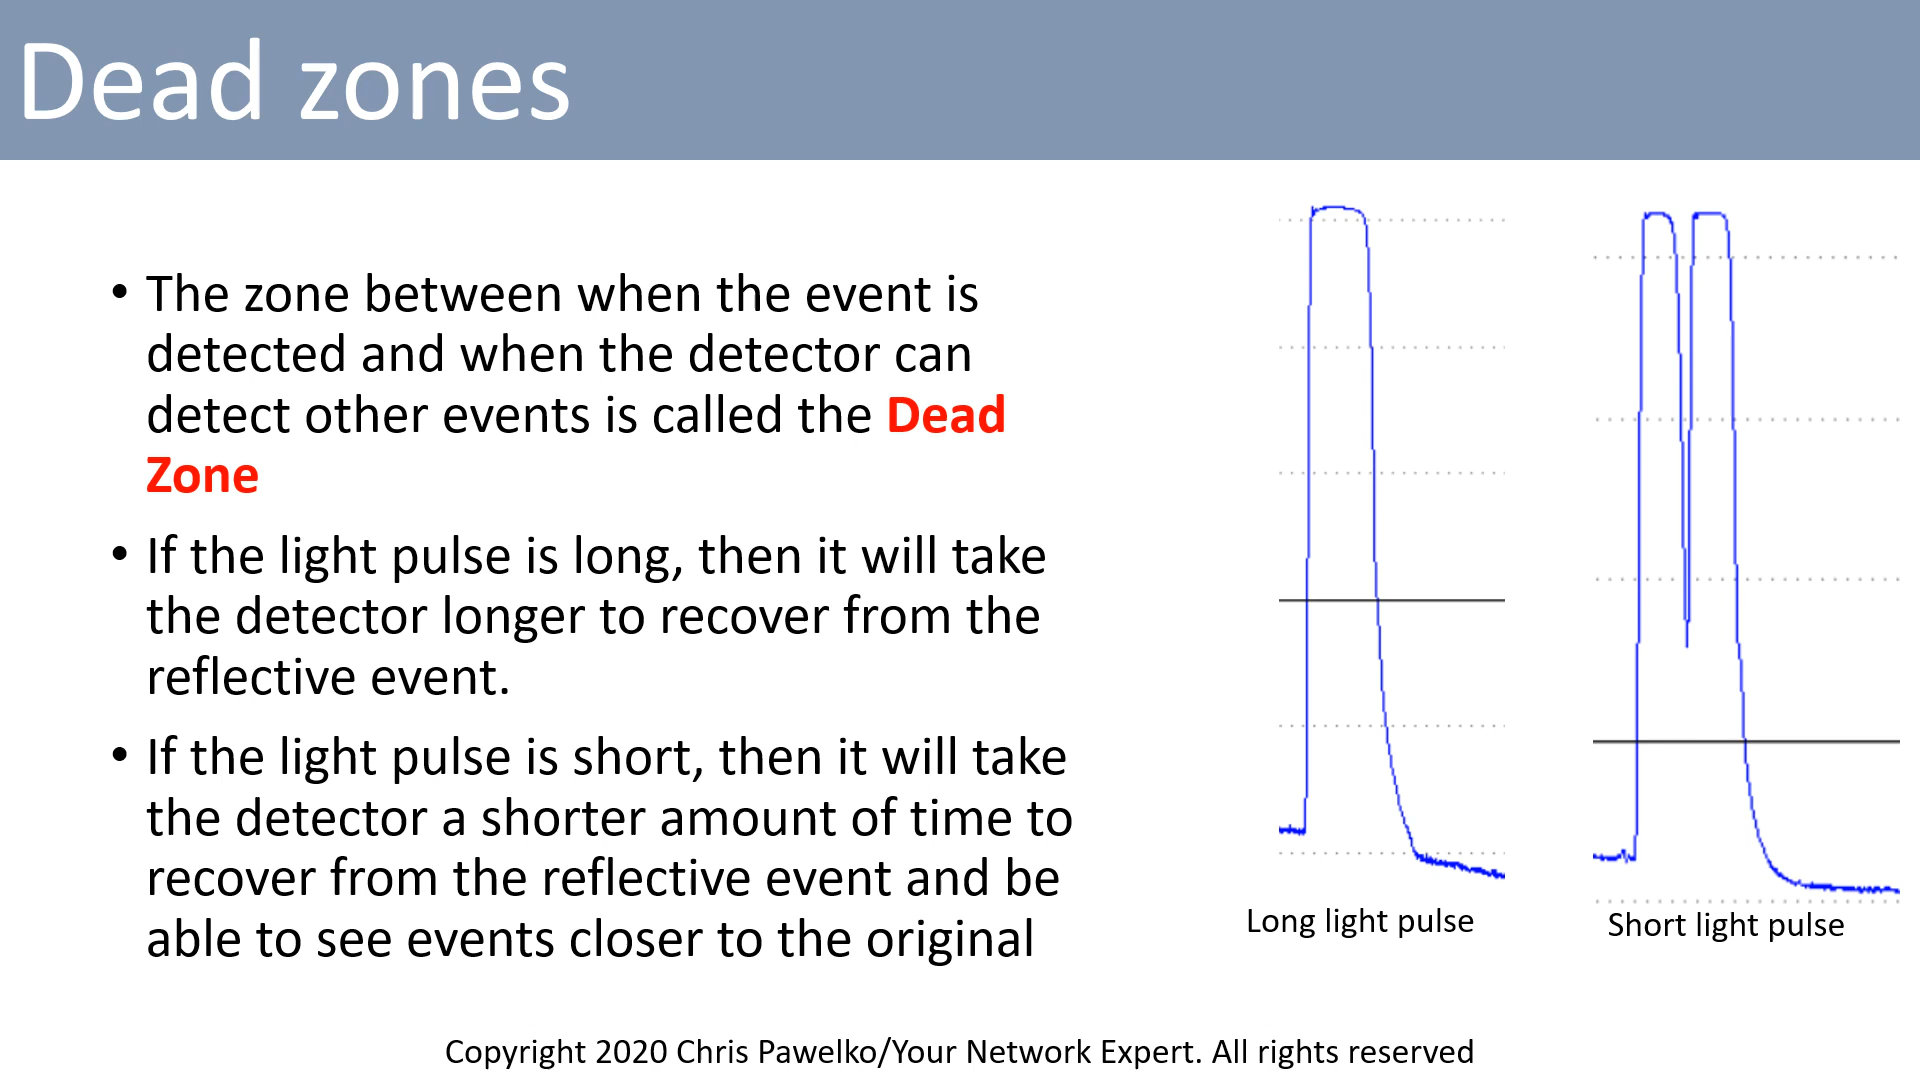 Dead zones
• The zone between when the event is
detected and when the detector can
detect other events is called the Dead
Zone
• If the light pulse is long, then it will take
the detector longer to recover from the
reflective event.
• If the light pulse is short, then it will take
the detector a shorter amount of time to
recover from the reflective event and be
able to see events closer to the original
Long light pulse
Short light pulse
Copyright 2020 Chris Pawelko/Your Network Expert. All rights reserved